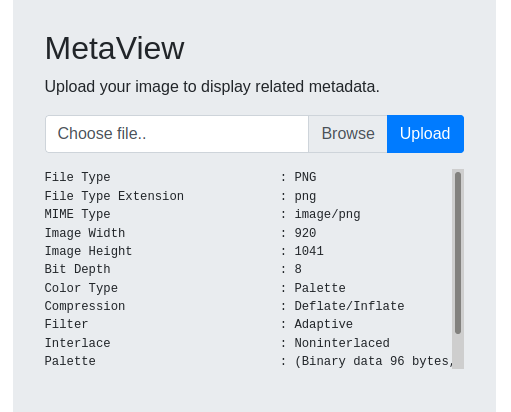 MetaView
Upload your image to display related metadata.
Choose file.. Browse Upload
File Type : PNG
File Type Extension : png
MIME Type : image/png
Image Width : 920
Image Height : 1041
Bit Depth : 8
Color Type : Palette
Compression : Deflate/Inflate
Filter : Adaptive
Interlace : Noninterlaced
Palette : (Binary data 96 bytes,